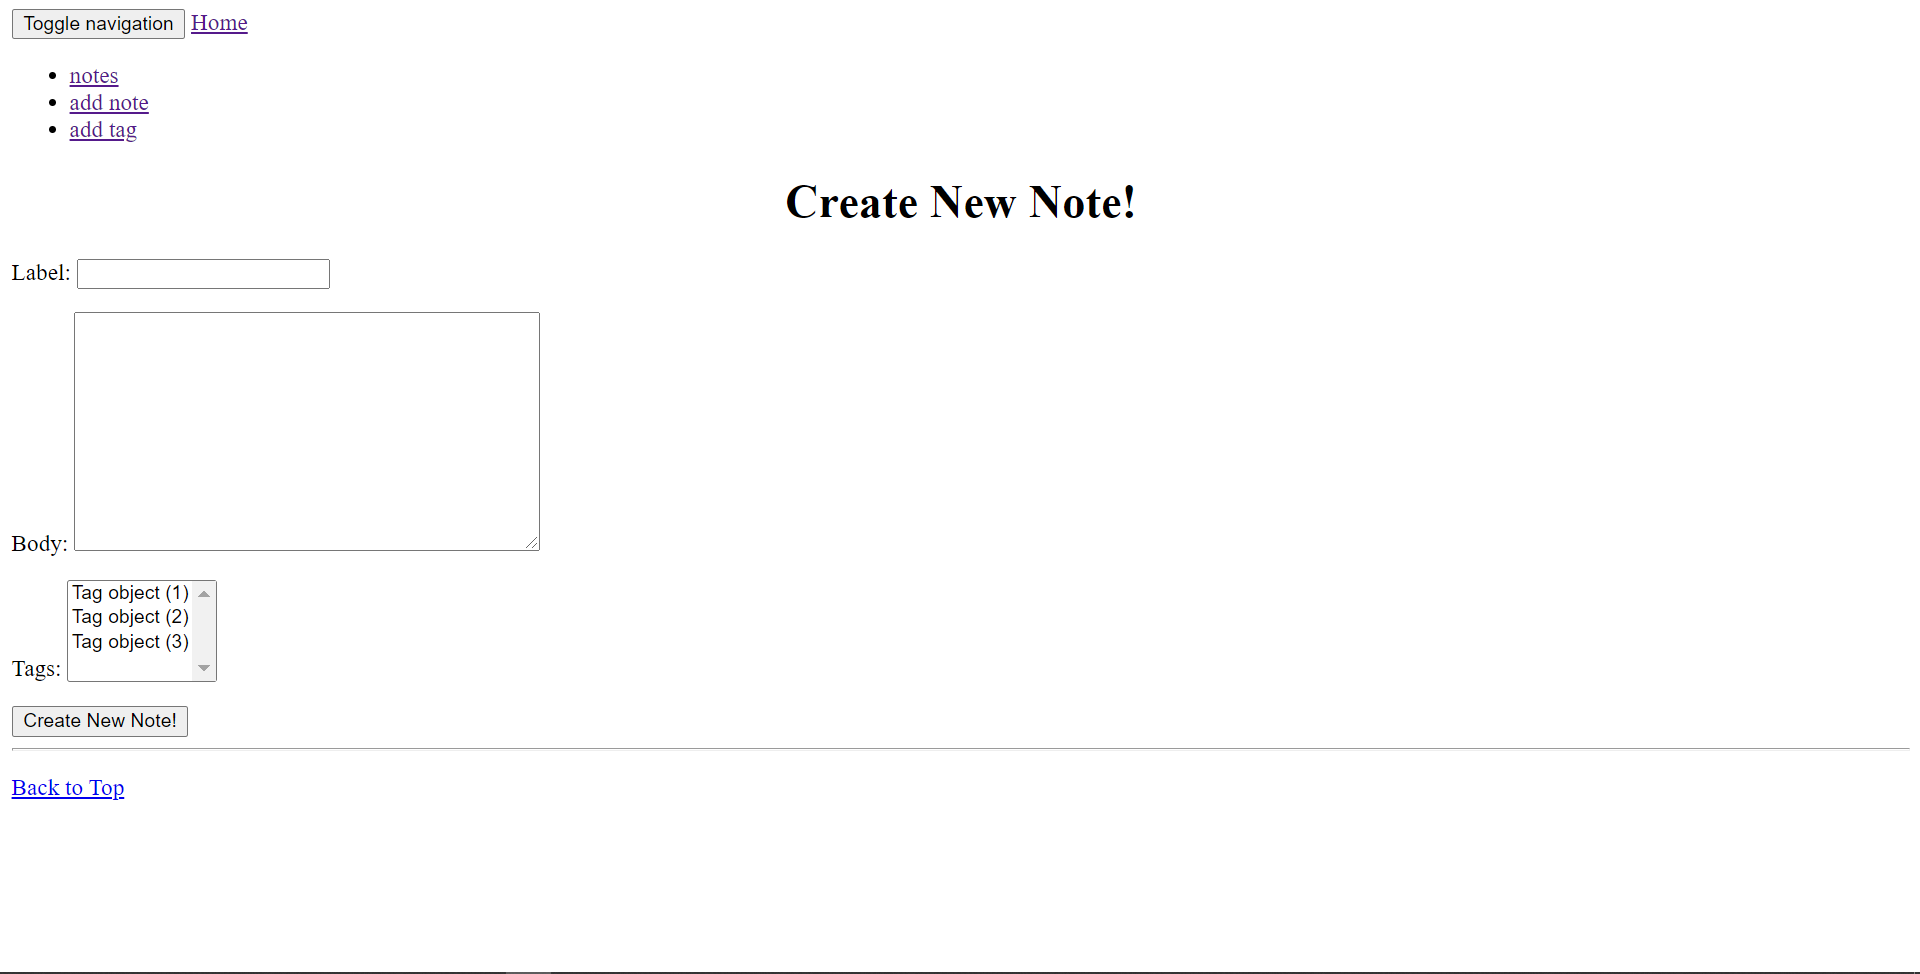 Toggle navigation Home
notes
add note
add tag
Create New Note!
Label:
Body:
Tag object (1)
Tag object (2)
Tag object (3)
Tags:
Create New Note!
Back to Top